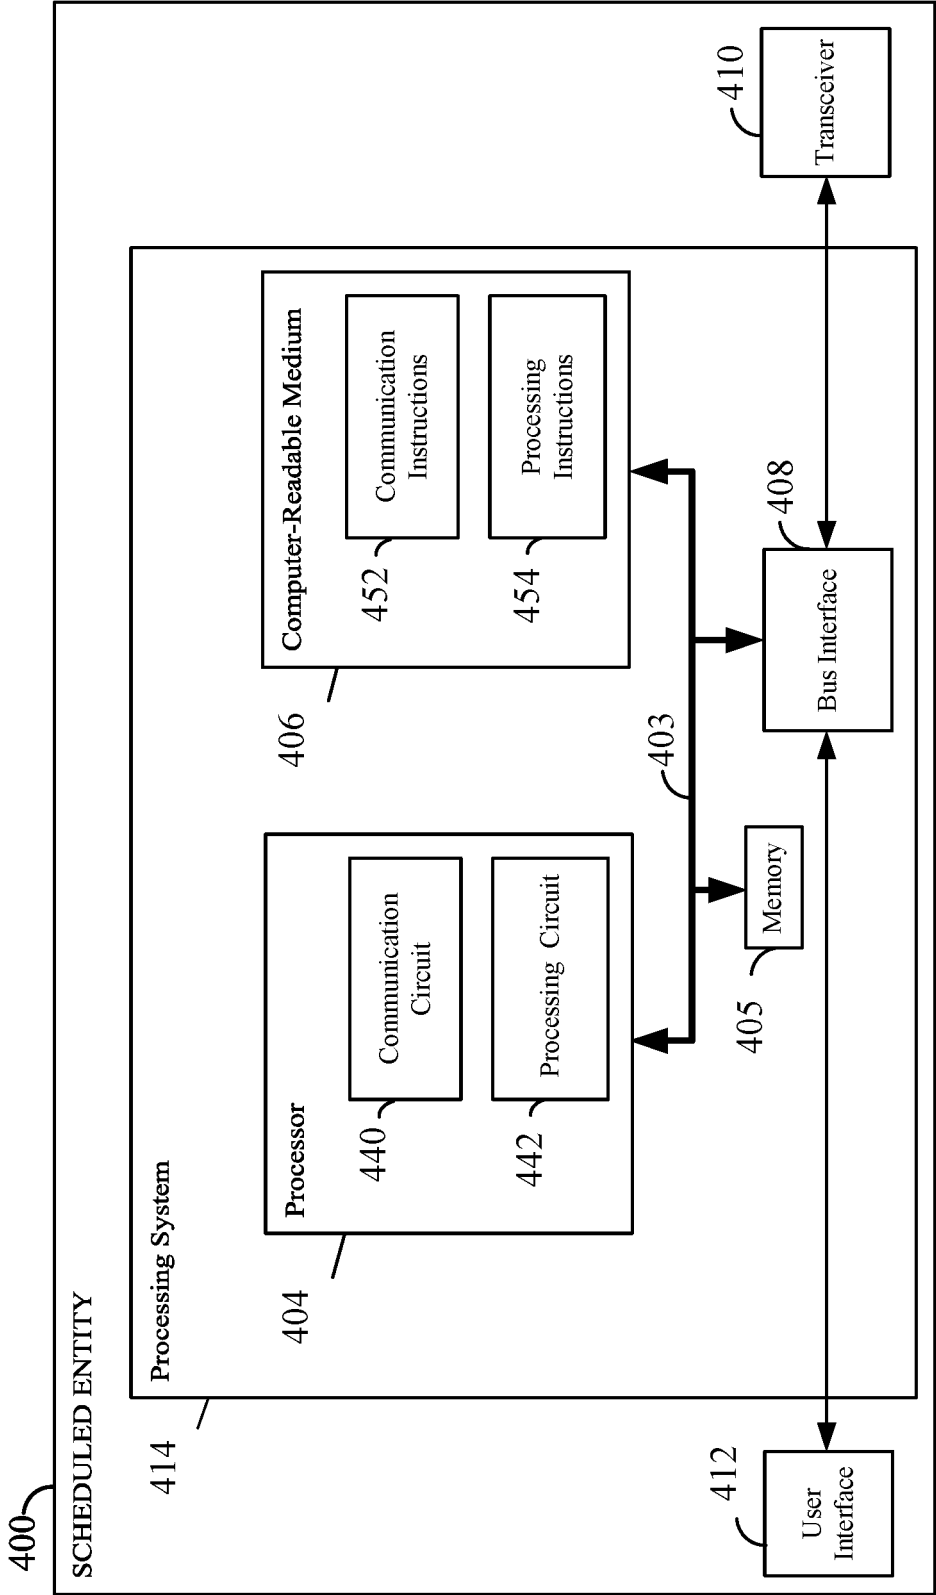 400
SCHEDULED ENTITY
414
Processing System
404
Processor
440
Communication
Circuit
442
Processing Circuit
406
Computer-Readable Medium
452
Communication
Instructions
454
Processing
Instructions
403
405
Memory
412
User
Interface
408
Bus Interface
410
Transceiver